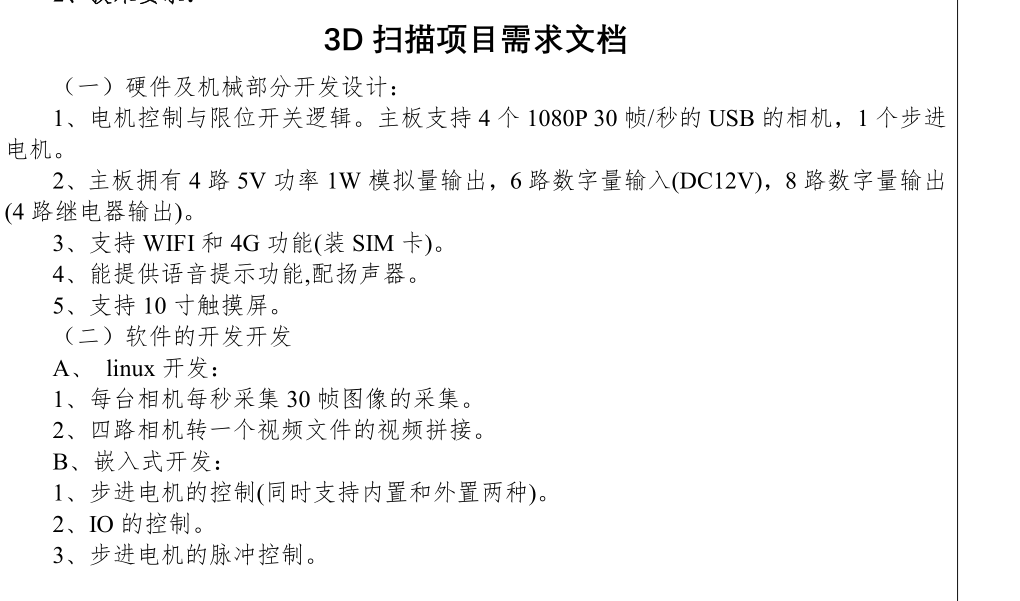 3D 扫描项目需求文档
（一）硬件及机械部分开发设计：
1、电机控制与限位开关逻辑。主板支持 4 个 1080P 30 帧/秒的 USB 的相机，1 个步进
电机。
2、主板拥有 4 路 5V 功率 1W 模拟量输出，6 路数字量输入(DC12V)，8 路数字量输出
(4 路继电器输出)。
3、支持 WIFI 和 4G 功能(装 SIM 卡)。
4、能提供语音提示功能,配扬声器。
5、支持 10 寸触摸屏。
（二）软件的开发开发
A、 linux 开发：
1、每台相机每秒采集 30 帧图像的采集。
2、四路相机转一个视频文件的视频拼接。
B、嵌入式开发：
1、步进电机的控制(同时支持内置和外置两种)。
2、IO 的控制。
3、步进电机的脉冲控制。